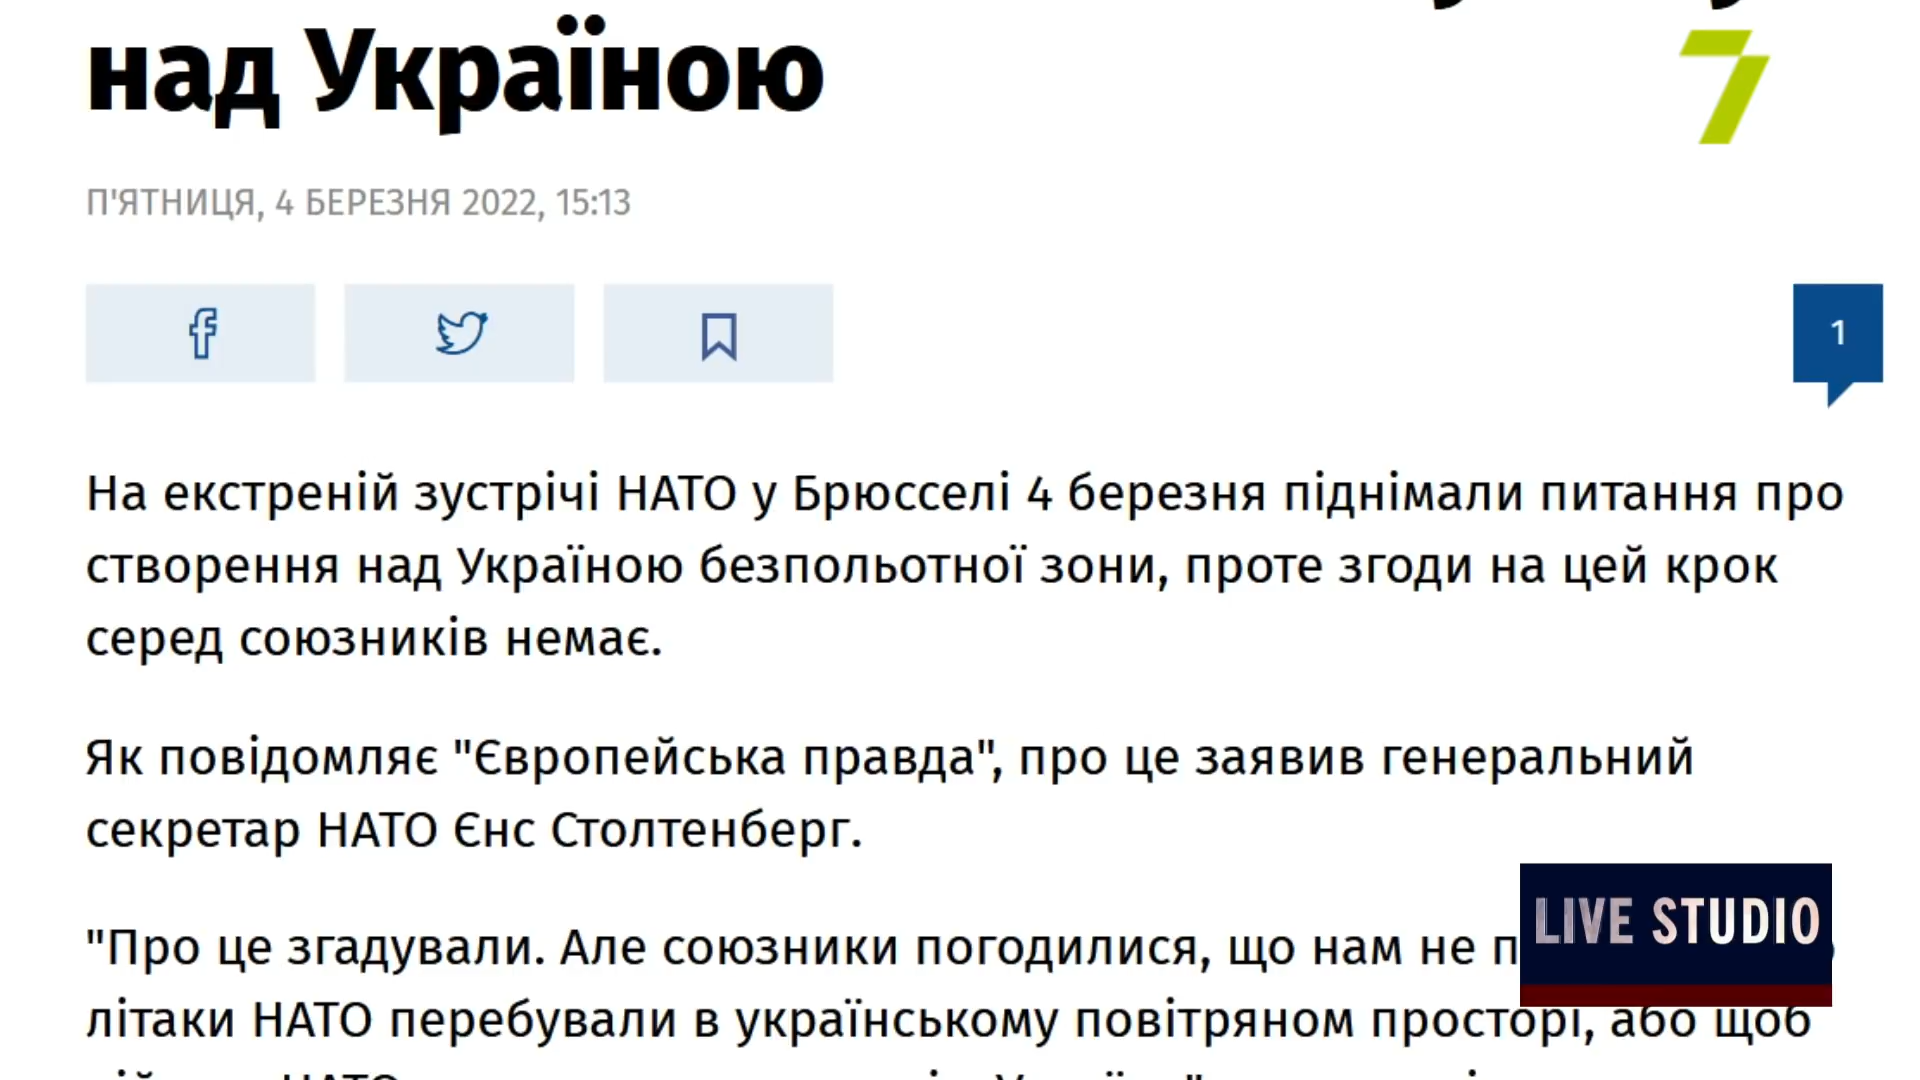 над Україною
7
П'ЯТНИЦЯ, 4 БЕРЕЗНЯ 2022, 15:13
1
На екстреній зустрічі НАТО у Брюсселі 4 березня піднімали питання про
створення над Україною безпольотної зони, проте згоди на цей крок
серед союзників немає.
Як повідомляє "Європейська правда", про це заявив генеральний
секретар НАТО Єнс Столтенберг.
"Про це згадували. Але союзники погодилися, що нам не
LIVE STUDIO
літаки НАТО перебували в українському повітряном просторі, або щоб